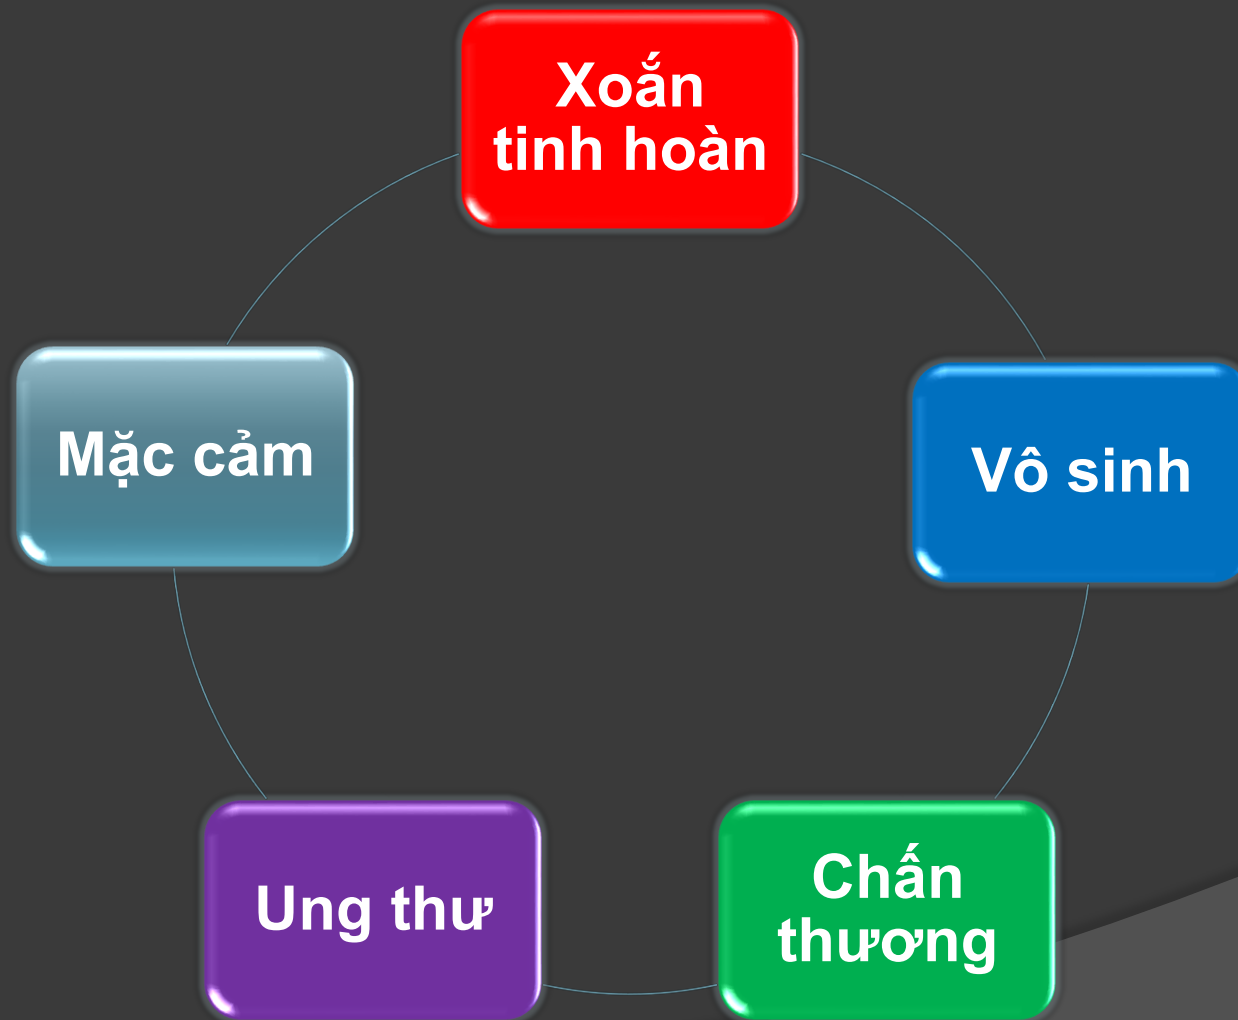 Xoắn
tinh hoàn
Mặc cảm
Vô sinh
Ung thư
Chấn
thương